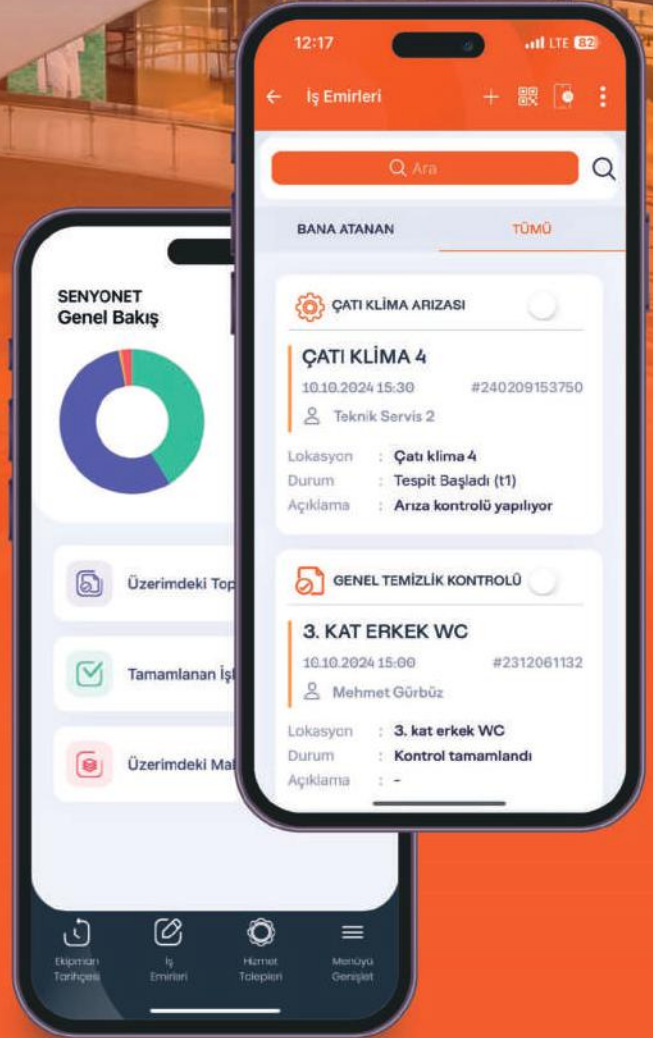 12:17
LTE 82
İş Emirleri
Ara
BANA ATANAN
TÜMÜ
ÇATI KLİMA ARIZASI
ÇATI KLİMA 4
10.10.2024 15:30
#240209153750
Teknik Servis 2
Lokasyon : Çatı klima 4
Durum : Tespit Başladı (t1)
Açıklama : Arıza kontrolü yapılıyor
GENEL TEMİZLİK KONTROLÜ
3. KAT ERKEK WC
10.10.2024 15:00
#2312061132
Mehmet Gürbüz
Lokasyon : 3. kat erkek WC
Durum : Kontrol tamamlandı
Açıklama : -
SENYONET
Genel Bakış
Üzerimdeki Top
Tamamlanan İşl
Üzerimdeki Mal
Ekipman
Tarihçesi
İş
Emirleri
Hizmet
Talepleri
Menüyü
Genişlet